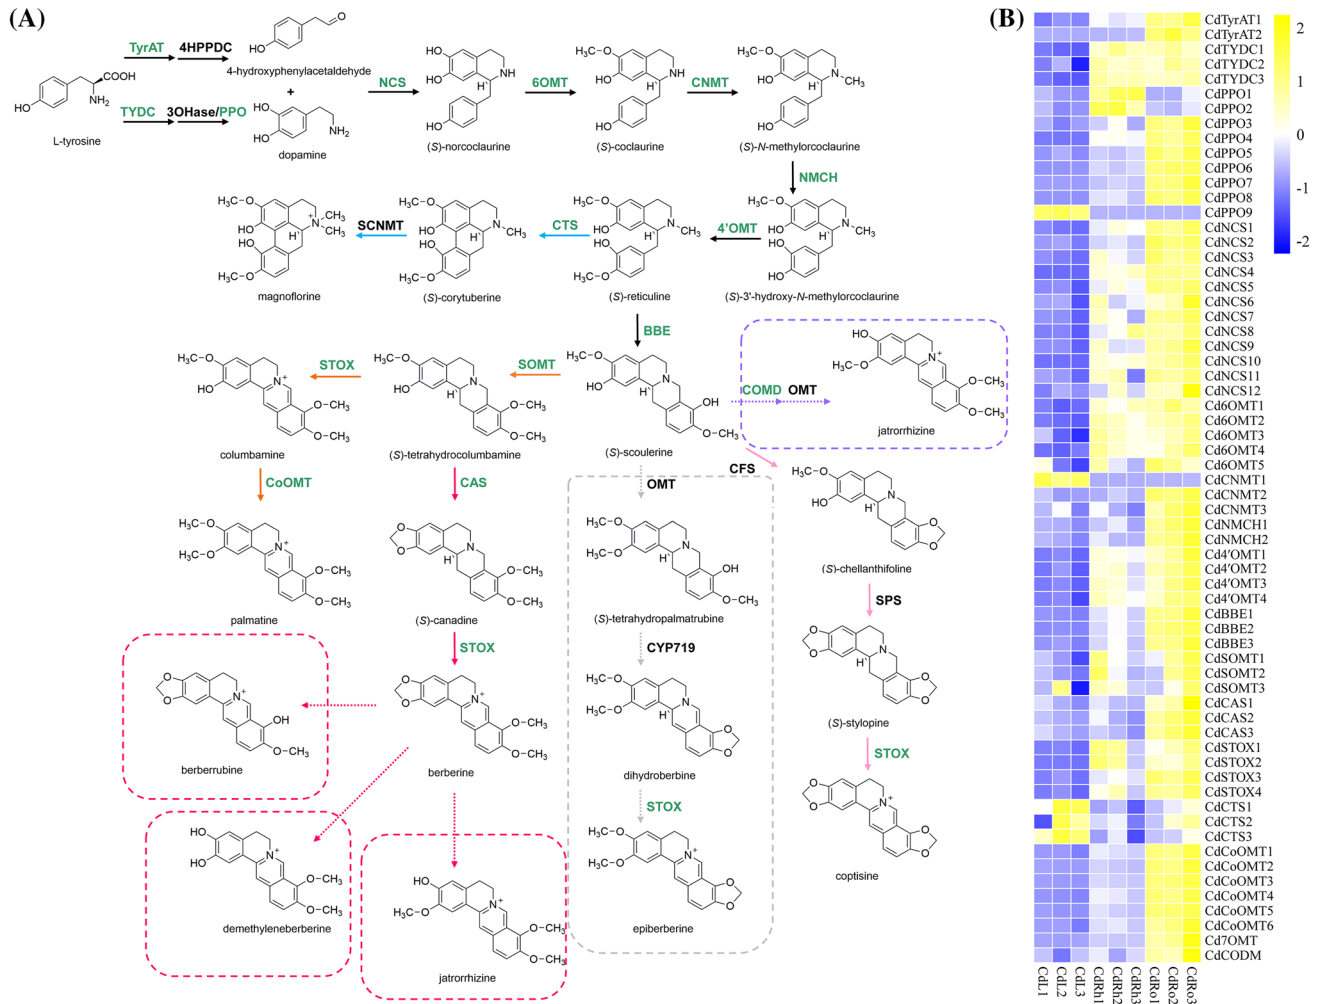 (A)
TyrAT 4HPPDC
4-hydroxyphenylacetaldehyde
+
TYDC 3OHase/PPO
L-tyrosine
dopamine
NCS
(S)-norcoclaurine
6OMT
(S)-coclaurine
CNMT
(S)-N-methylorcoclaurine
NMCH
magnoflorine
SCNMT
(S)-corytuberine
CTS
(S)-reticuline
4'OMT
(S)-3'-hydroxy-N-methylorcoclaurine
BBE
STOX
columbamine
SOMT
(S)-tetrahydrocolumbamine
(S)-scoulerine
COMD OMT
jatrorrhizine
CFS
CoOMT
CAS
OMT
palmatine
(S)-canadine
(S)-tetrahydropalmatrubine
(S)-chellanthifoline
STOX
CYP719
SPS
berberrubine
berberine
dihydroberbine
(S)-stylopine
STOX
STOX
demethyleneberberine
jatrorrhizine
epiberberine
coptisine
(B)
CdTyrAT1
CdTyrAT2
CdTYDC1
CdTYDC2
CdTYDC3
CdPPO1
CdPPO2
CdPPO3
CdPPO4
CdPPO5
CdPPO6
CdPPO7
CdPPO8
CdPPO9
CdNCS1
CdNCS2
CdNCS3
CdNCS4
CdNCS5
CdNCS6
CdNCS7
CdNCS8
CdNCS9
CdNCS10
CdNCS11
CdNCS12
Cd6OMT1
Cd6OMT2
Cd6OMT3
Cd6OMT4
Cd6OMT5
CdCNMT1
CdCNMT2
CdCNMT3
CdNMCH1
CdNMCH2
Cd4'OMT1
Cd4'OMT2
Cd4'OMT3
Cd4'OMT4
CdBBE1
CdBBE2
CdBBE3
CdSOMT1
CdSOMT2
CdSOMT3
CdCAS1
CdCAS2
CdCAS3
CdSTOX1
CdSTOX2
CdSTOX3
CdSTOX4
CdCTS1
CdCTS2
CdCTS3
CdCoOMT1
CdCoOMT2
CdCoOMT3
CdCoOMT4
CdCoOMT5
CdCoOMT6
Cd7OMT
CdCODM
CdL1
CdL2
CdL3
CdRh1
CdRh2
CdRh3
CdRo1
CdRo2
CdRo3
2
1
0
-1
-2